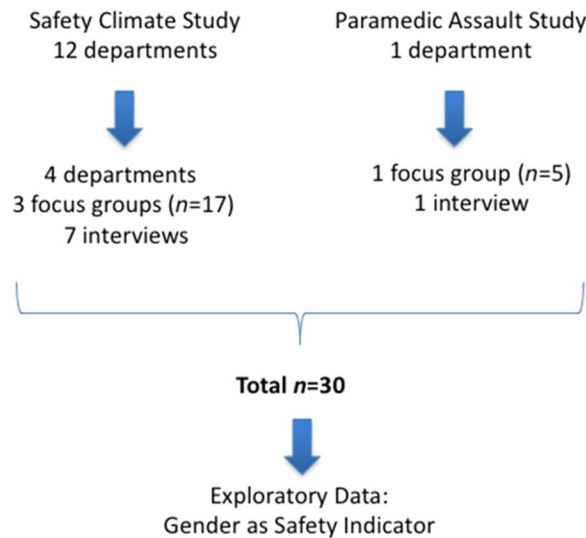 Safety Climate Study
12 departments
Paramedic Assault Study
1 department
4 departments
3 focus groups (n=17)
7 interviews
1 focus group (n=5)
1 interview
Total n=30
Exploratory Data:
Gender as Safety Indicator